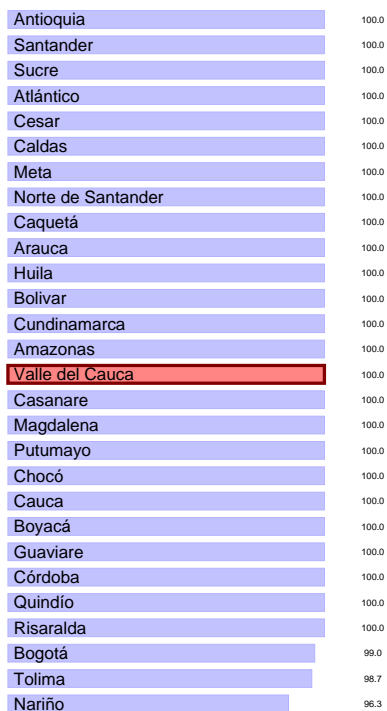 Antioquia 100.0
Santander 100.0
Sucre 100.0
Atlántico 100.0
Cesar 100.0
Caldas 100.0
Meta 100.0
Norte de Santander 100.0
Caquetá 100.0
Arauca 100.0
Huila 100.0
Bolivar 100.0
Cundinamarca 100.0
Amazonas 100.0
Valle del Cauca 100.0
Casanare 100.0
Magdalena 100.0
Putumayo 100.0
Chocó 100.0
Cauca 100.0
Boyacá 100.0
Guaviare 100.0
Córdoba 100.0
Quindío 100.0
Risaralda 100.0
Bogotá 99.0
Tolima 98.7
Nariño 96.3